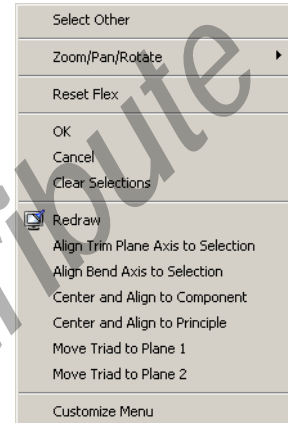 Select Other
Zoom/Pan/Rotate
Reset Flex
OK
Cancel
Clear Selections
Redraw
Align Trim Plane Axis to Selection
Align Bend Axis to Selection
Center and Align to Component
Center and Align to Principle
Move Triad to Plane 1
Move Triad to Plane 2
Customize Menu
tribute